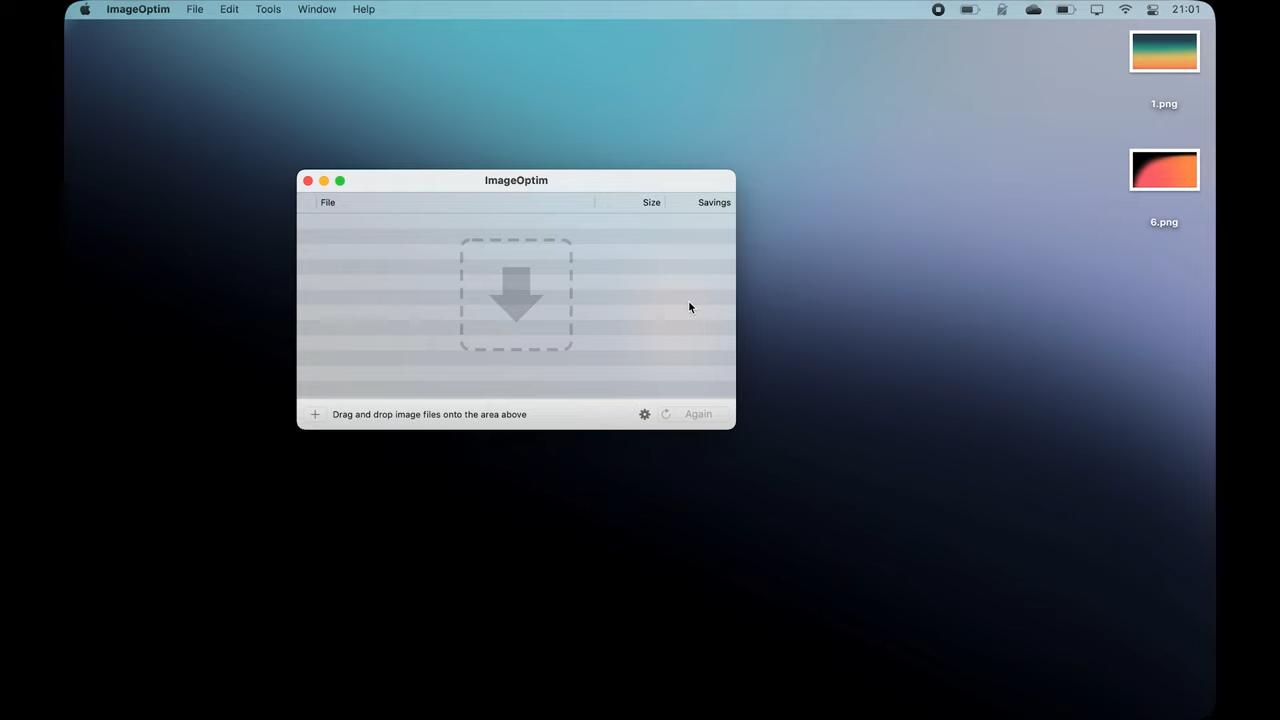 ImageOptim File Edit Tools Window Help 21:01
1.png
6.png
ImageOptim
File Size Savings
Drag and drop image files onto the area above Again